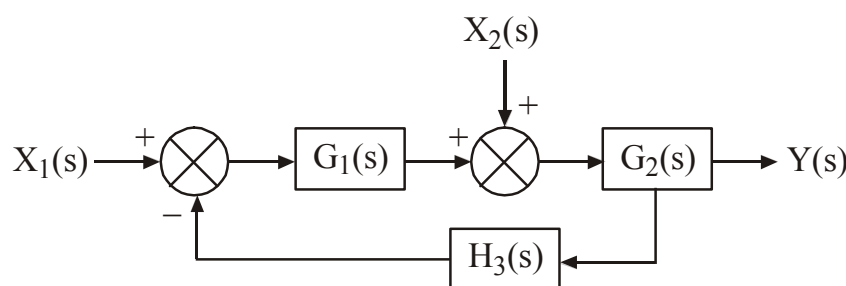 X₂(s)
+
+
+
X₁(s)
G₁(s)
G₂(s)
Y(s)
−
H₃(s)